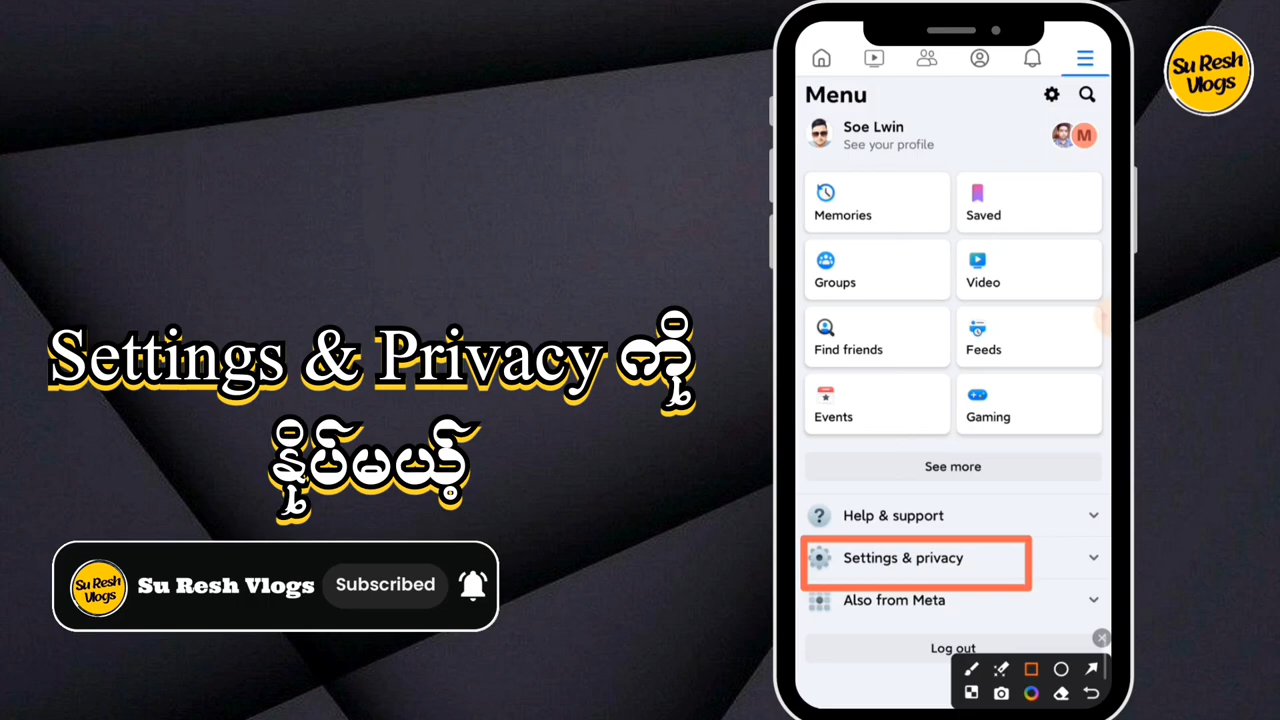 Su Resh
Vlogs
Menu
Soe Lwin
See your profile
M
Memories
Saved
Groups
Video
Find friends
Feeds
Events
Gaming
See more
Help & support
Settings & privacy
Also from Meta
Log out
Settings & Privacy ကို
နိုပ်မယ့်
Su Resh
Vlogs
Su Resh Vlogs
Subscribed